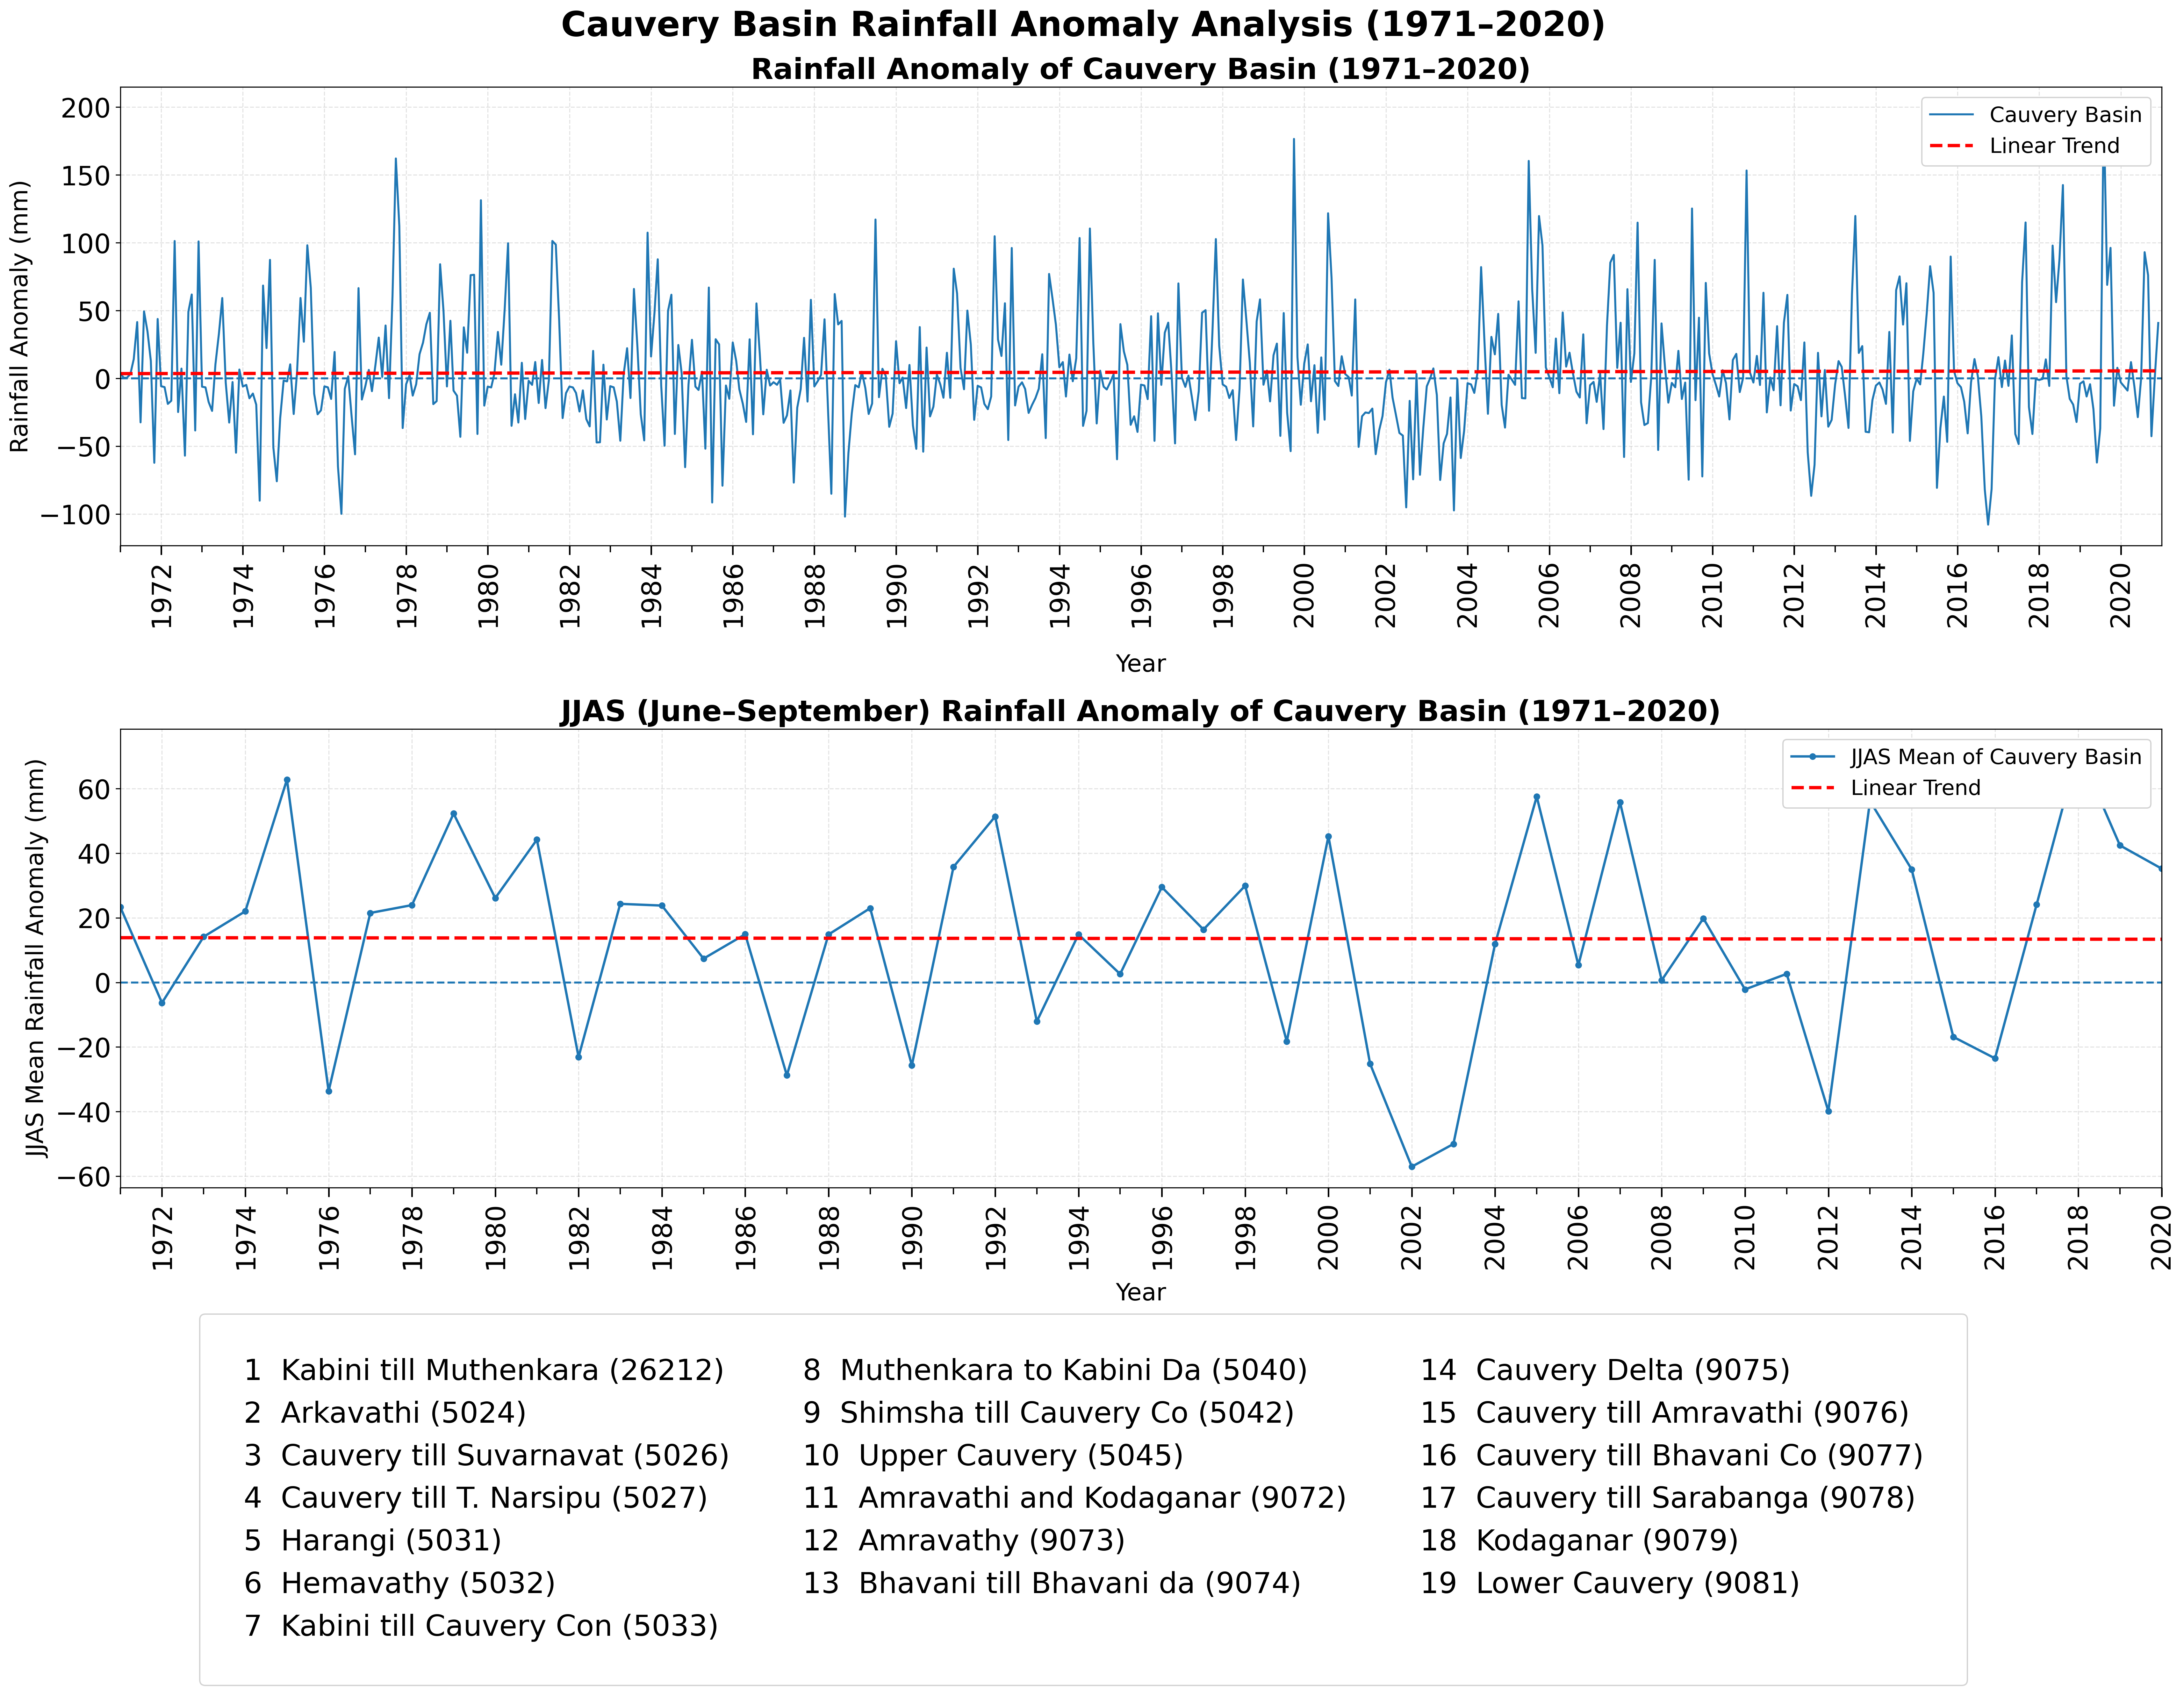 Cauvery Basin Rainfall Anomaly Analysis (1971–2020)
Rainfall Anomaly of Cauvery Basin (1971–2020)
Rainfall Anomaly (mm)
200
150
100
50
0
−50
−100
Cauvery Basin
Linear Trend
1972 1974 1976 1978 1980 1982 1984 1986 1988 1990 1992 1994 1996 1998 2000 2002 2004 2006 2008 2010 2012 2014 2016 2018 2020
Year
JJAS (June–September) Rainfall Anomaly of Cauvery Basin (1971–2020)
JJAS Mean Rainfall Anomaly (mm)
60
40
20
0
−20
−40
−60
JJAS Mean of Cauvery Basin
Linear Trend
1972 1974 1976 1978 1980 1982 1984 1986 1988 1990 1992 1994 1996 1998 2000 2002 2004 2006 2008 2010 2012 2014 2016 2018 2020
Year
1 Kabini till Muthenkara (26212)
2 Arkavathi (5024)
3 Cauvery till Suvarnavat (5026)
4 Cauvery till T. Narsipu (5027)
5 Harangi (5031)
6 Hemavathy (5032)
7 Kabini till Cauvery Con (5033)
8 Muthenkara to Kabini Da (5040)
9 Shimsha till Cauvery Co (5042)
10 Upper Cauvery (5045)
11 Amravathi and Kodaganar (9072)
12 Amravathy (9073)
13 Bhavani till Bhavani da (9074)
14 Cauvery Delta (9075)
15 Cauvery till Amravathi (9076)
16 Cauvery till Bhavani Co (9077)
17 Cauvery till Sarabanga (9078)
18 Kodaganar (9079)
19 Lower Cauvery (9081)